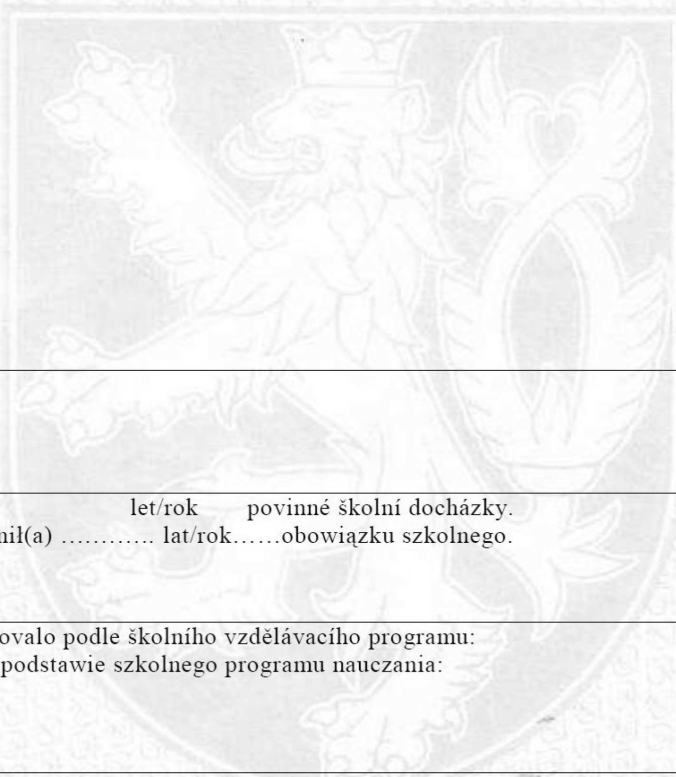 let/rok povinné školní docházky.
nił(a) ………… lat/rok……obowiązku szkolnego.
ovalo podle školního vzdělávacího programu:
podstawie szkolnego programu nauczania: